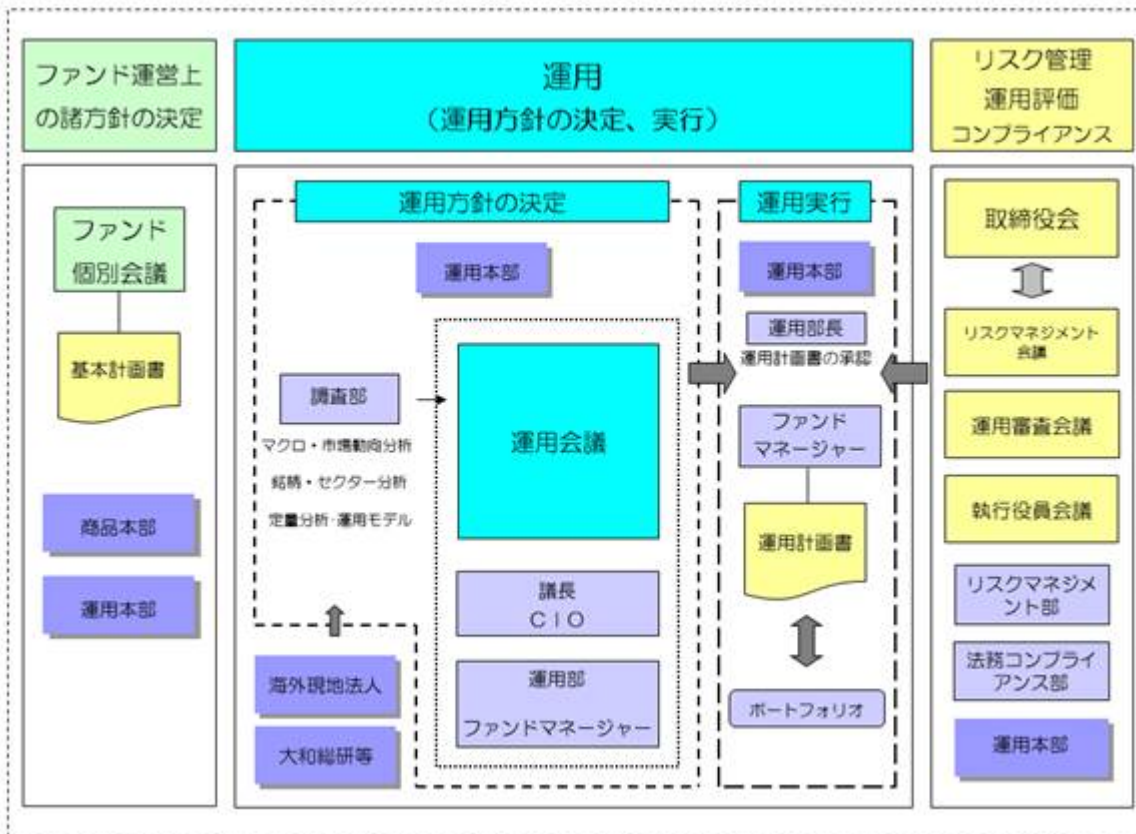 ファンド運営上
の諸方針の決定
運用
（運用方針の決定、実行）
リスク管理
運用評価
コンプライアンス
ファンド
個別会議
基本計画書
商品本部
運用本部
運用方針の決定
運用本部
調査部
マクロ・市場動向分析
銘柄・セクター分析
定量分析・運用モデル
運用会議
議長
ＣＩＯ
運用部
ファンドマネージャー
海外現地法人
大和総研等
運用実行
運用本部
運用部長
運用計画書の承認
ファンド
マネージャー
運用計画書
ポートフォリオ
取締役会
リスクマネジメント
会議
運用審査会議
執行役員会議
リスクマネジメ
ント部
法務コンプライ
アンス部
運用本部